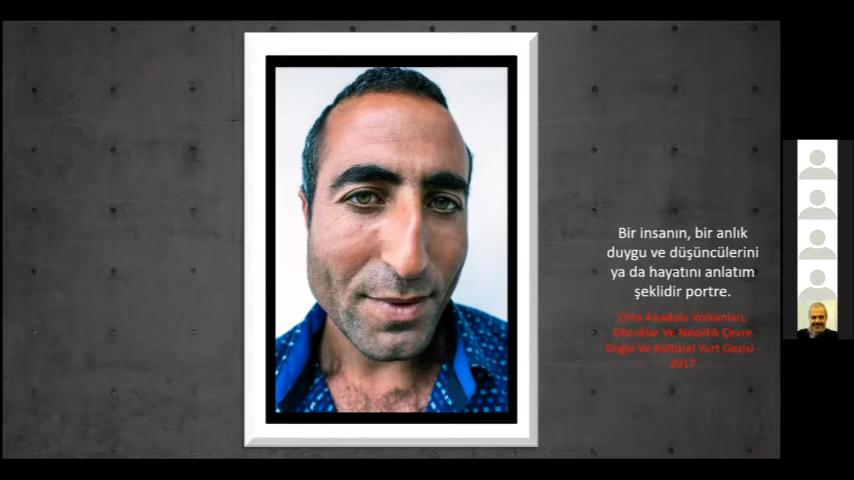 Bir insanın, bir anlık
duygu ve düşüncülerini
ya da hayatını anlatım
şeklidir portre.
Orta Anadolu Volkanları,
Obruklar Ve Neolitik Çevre
Doğal Ve Kültürel Yurt Gezisi -
2017